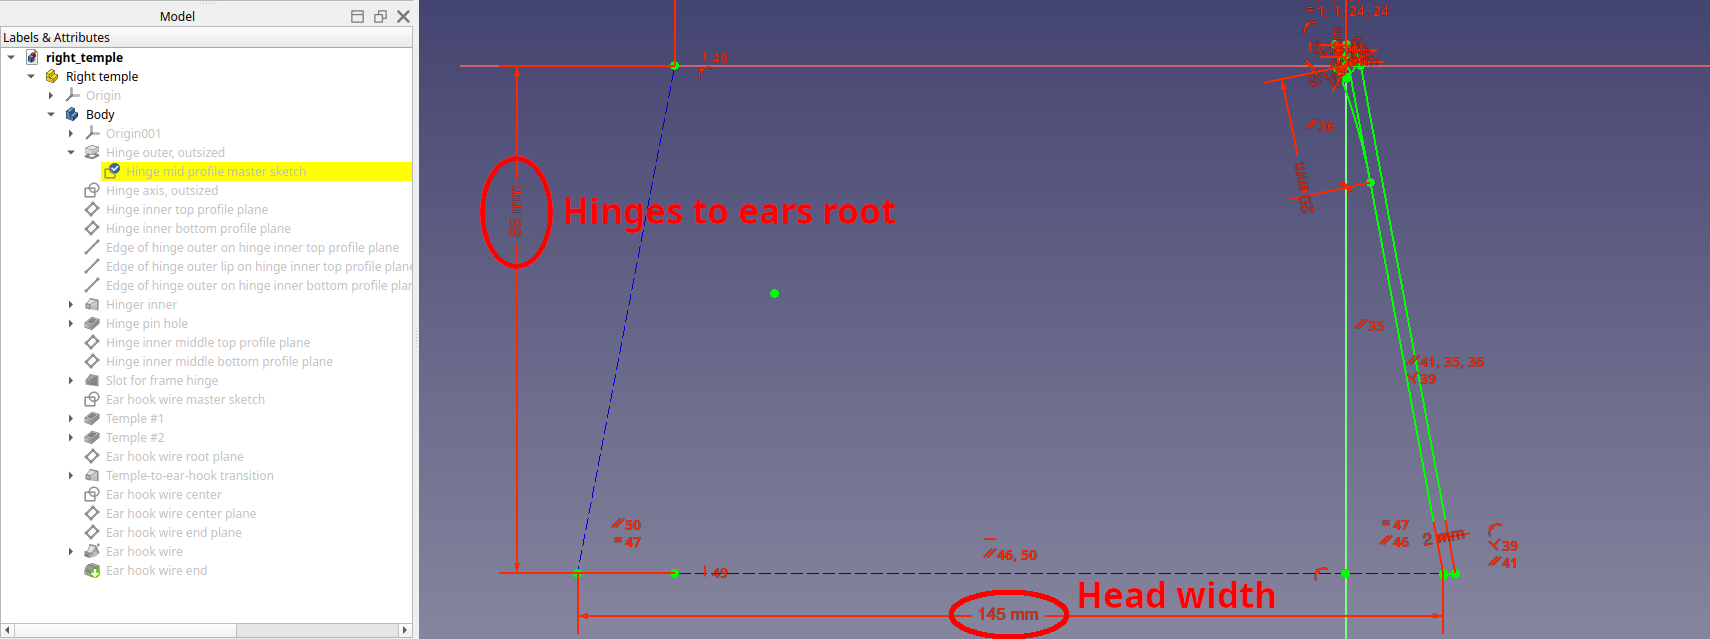 Model
Labels & Attributes
right_temple
Right temple
Origin
Body
Origin001
Hinge outer, outsized
Hinge mid profile master sketch
Hinge axis, outsized
Hinge inner top profile plane
Hinge inner bottom profile plane
Edge of hinge outer on hinge inner top profile plane
Edge of hinge outer lip on hinge inner top profile plane
Edge of hinge outer on hinge inner bottom profile plan
Hinger inner
Hinge pin hole
Hinge inner middle top profile plane
Hinge inner middle bottom profile plane
Slot for frame hinge
Ear hook wire master sketch
Temple #1
Temple #2
Ear hook wire root plane
Temple-to-ear-hook transition
Ear hook wire center
Ear hook wire center plane
Ear hook wire end plane
Ear hook wire
Ear hook wire end
= 1, 1, 24, 24
49
36
Hinges to ears root
35
41, 35, 36
39
50
= 47
46, 50
= 47
46
2 mm
39
41
49
145 mm
Head width